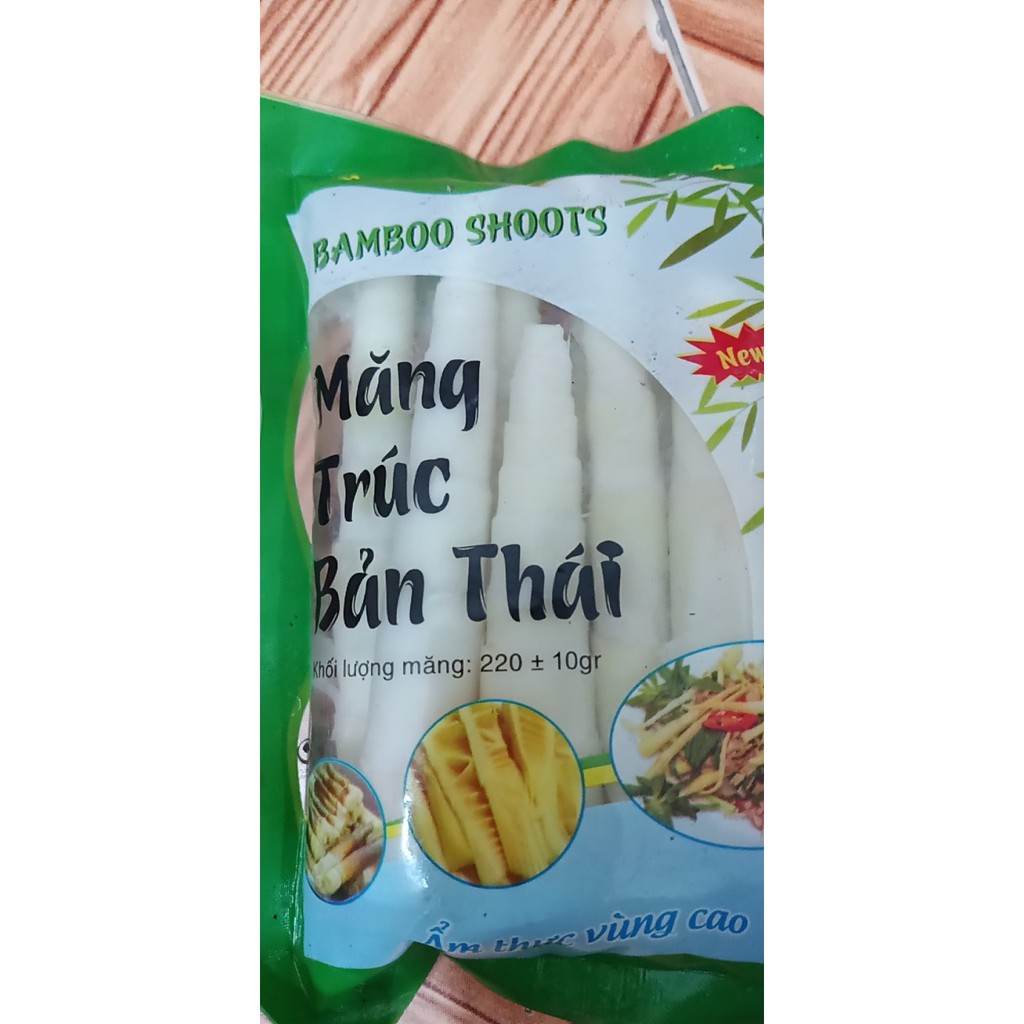 BAMBOO SHOOTS
New
Măng
Trúc
Bản Thái
Khối lượng măng: 220 ± 10gr
Ẩm thực vùng cao